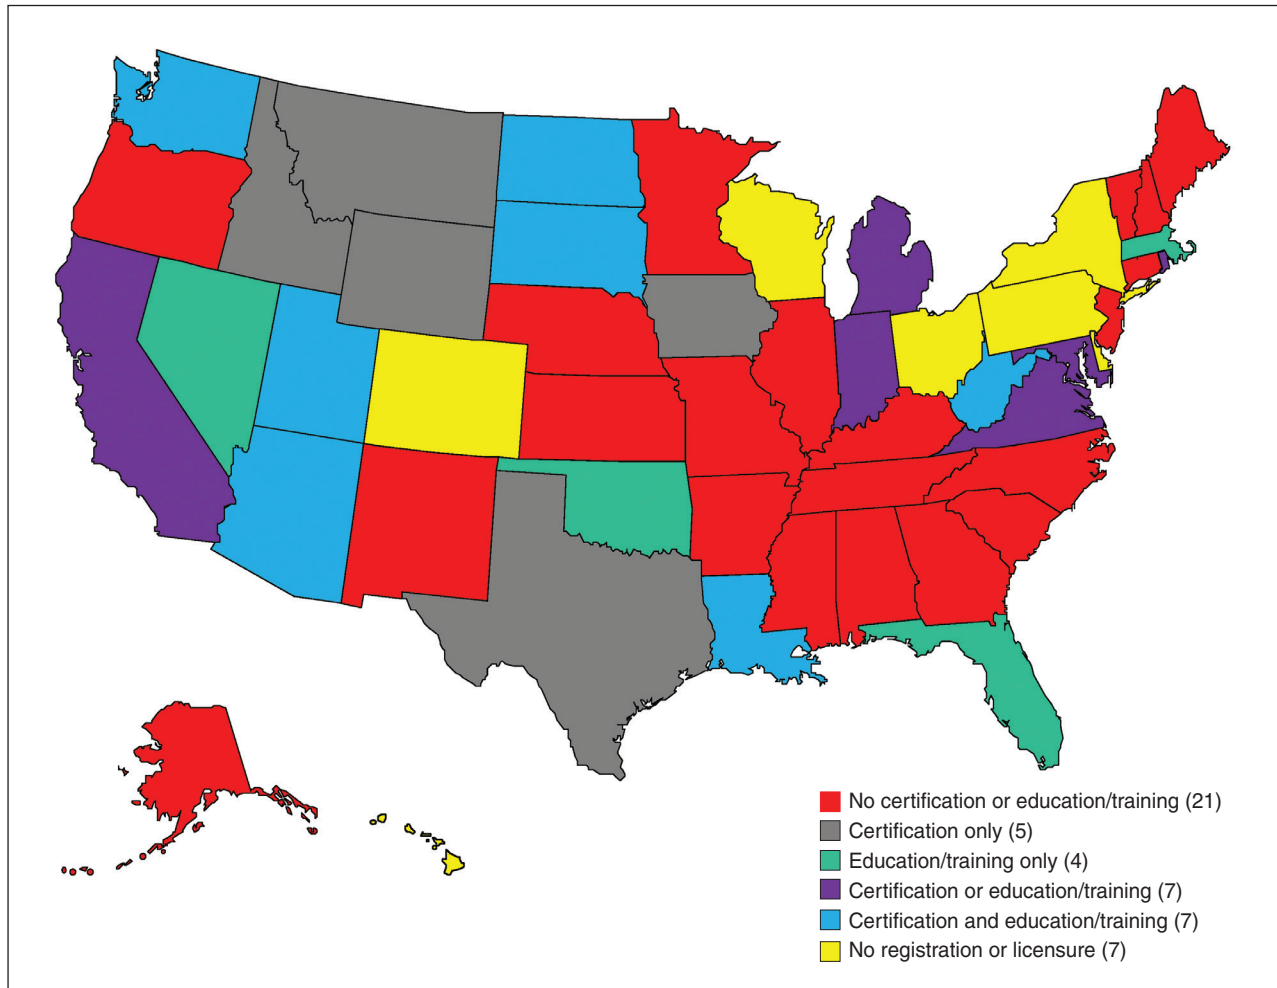 No certification or education/training (21)
Certification only (5)
Education/training only (4)
Certification or education/training (7)
Certification and education/training (7)
No registration or licensure (7)